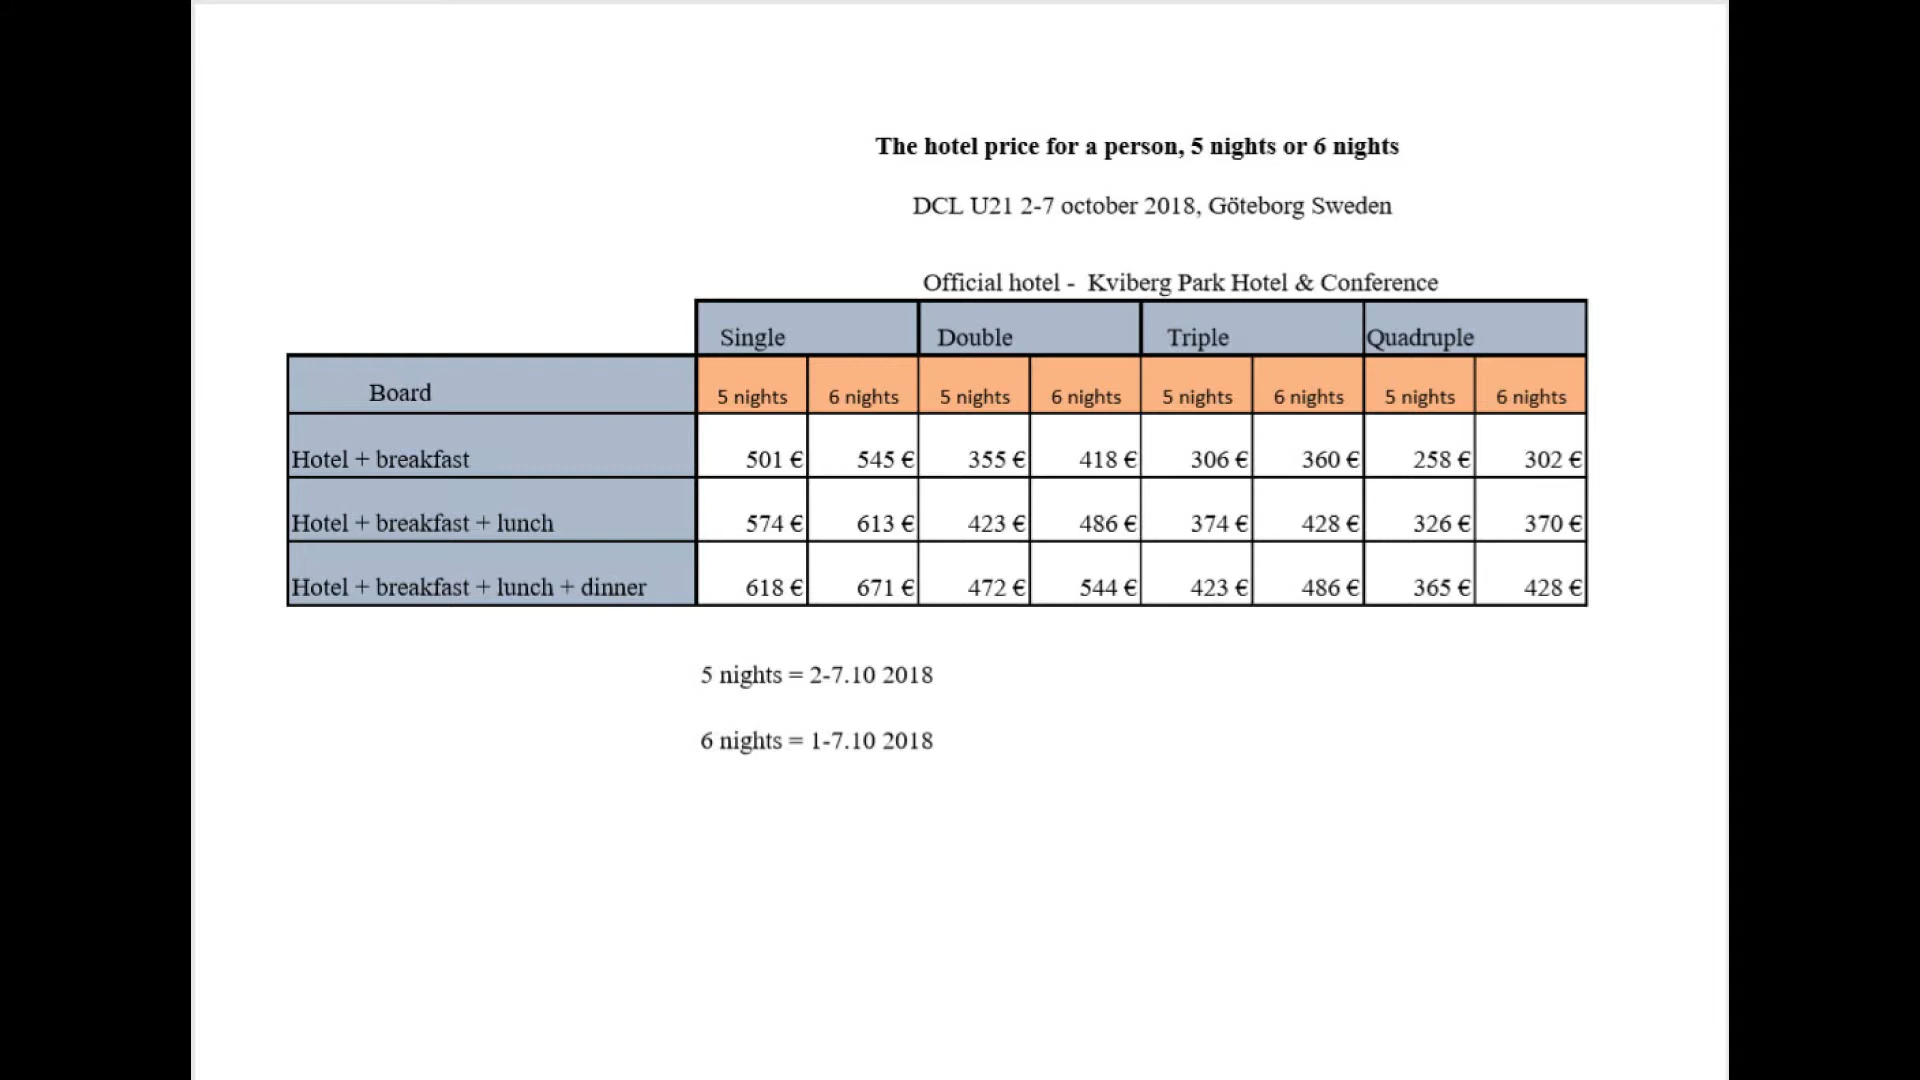 The hotel price for a person, 5 nights or 6 nights
DCL U21 2-7 october 2018, Göteborg Sweden
Official hotel - Kviberg Park Hotel & Conference
Single Double Triple Quadruple
Board 5 nights 6 nights 5 nights 6 nights 5 nights 6 nights 5 nights 6 nights
Hotel + breakfast 501 € 545 € 355 € 418 € 306 € 360 € 258 € 302 €
Hotel + breakfast + lunch 574 € 613 € 423 € 486 € 374 € 428 € 326 € 370 €
Hotel + breakfast + lunch + dinner 618 € 671 € 472 € 544 € 423 € 486 € 365 € 428 €
5 nights = 2-7.10 2018
6 nights = 1-7.10 2018